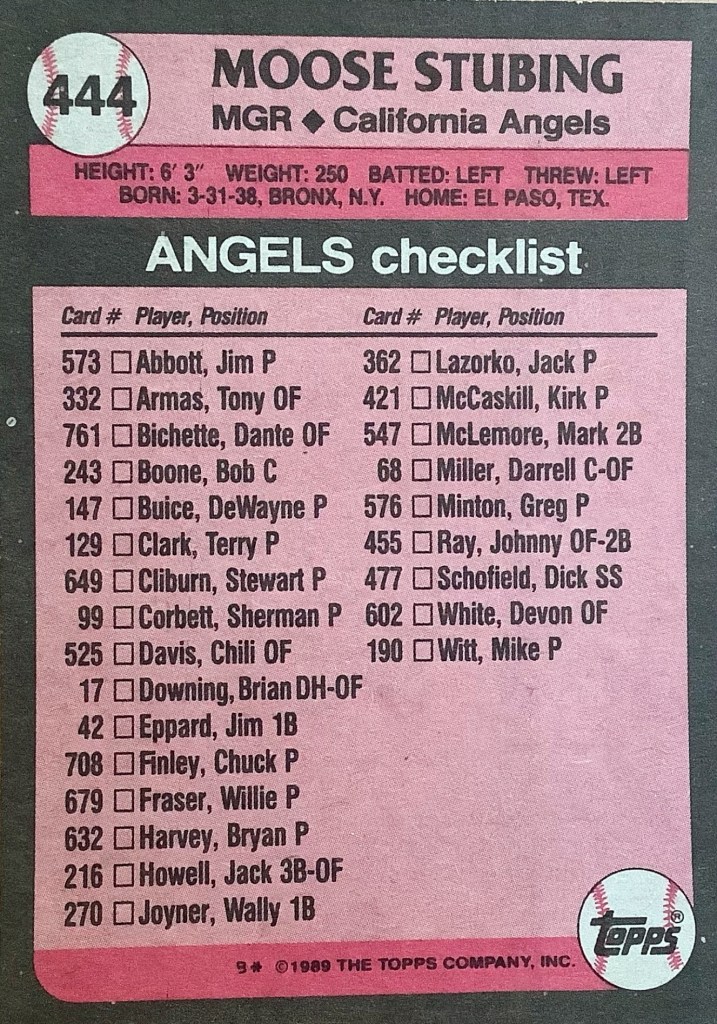 444
MOOSE STUBING
MGR ◆ California Angels
HEIGHT: 6' 3" WEIGHT: 250 BATTED: LEFT THREW: LEFT
BORN: 3-31-38, BRONX, N.Y. HOME: EL PASO, TEX.
ANGELS checklist
Card # Player, Position
573 □ Abbott, Jim P
332 □ Armas, Tony OF
761 □ Bichette, Dante OF
243 □ Boone, Bob C
147 □ Buice, DeWayne P
129 □ Clark, Terry P
649 □ Cliburn, Stewart P
99 □ Corbett, Sherman P
525 □ Davis, Chili OF
17 □ Downing, Brian DH-OF
42 □ Eppard, Jim 1B
708 □ Finley, Chuck P
679 □ Fraser, Willie P
632 □ Harvey, Bryan P
216 □ Howell, Jack 3B-OF
270 □ Joyner, Wally 1B
Card # Player, Position
362 □ Lazorko, Jack P
421 □ McCaskill, Kirk P
547 □ McLemore, Mark 2B
68 □ Miller, Darrell C-OF
576 □ Minton, Greg P
455 □ Ray, Johnny OF-2B
477 □ Schofield, Dick SS
602 □ White, Devon OF
190 □ Witt, Mike P
Topps®
©1989 THE TOPPS COMPANY, INC.